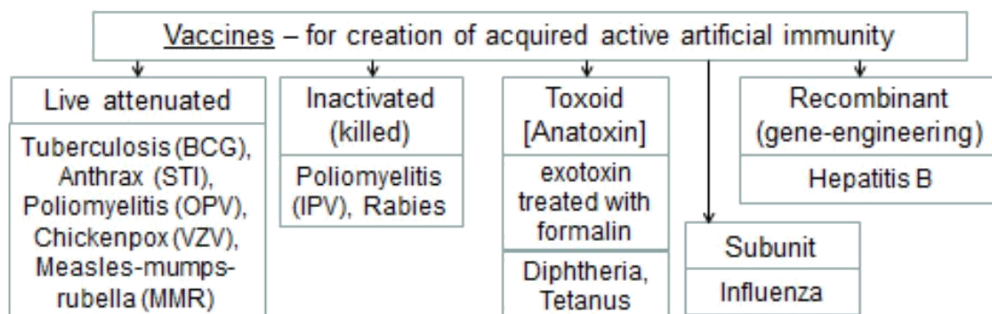 Vaccines – for creation of acquired active artificial immunity
Live attenuated
Tuberculosis (BCG),
Anthrax (STI),
Poliomyelitis (OPV),
Chickenpox (VZV),
Measles-mumps-
rubella (MMR)
Inactivated
(killed)
Poliomyelitis
(IPV), Rabies
Toxoid
[Anatoxin]
exotoxin
treated with
formalin
Diphtheria,
Tetanus
Subunit
Influenza
Recombinant
(gene-engineering)
Hepatitis B